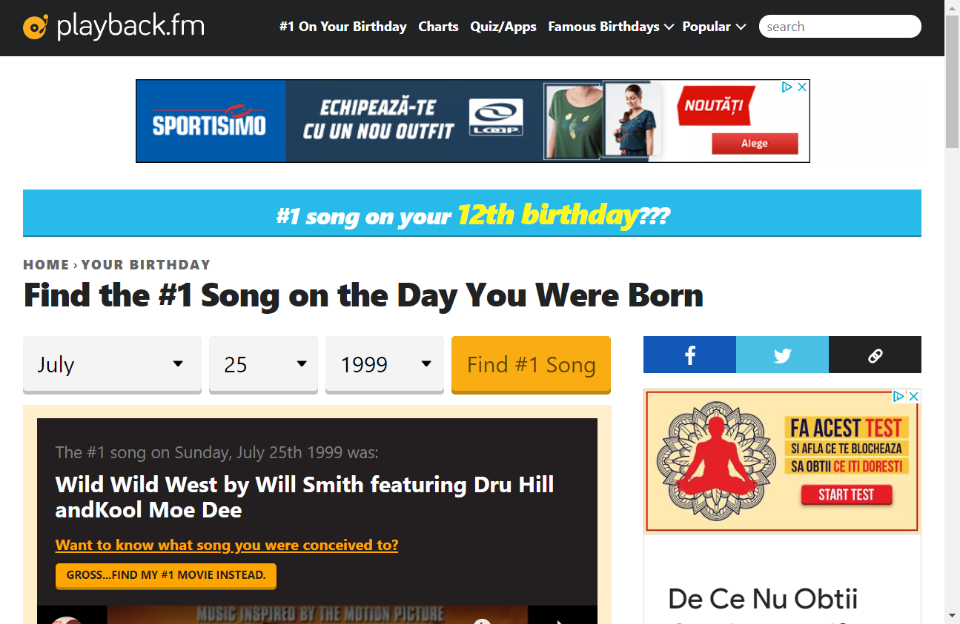 playback.fm
#1 On Your Birthday
Charts
Quiz/Apps
Famous Birthdays
Popular
search
SPORTISIMO
ECHIPEAZĂ-TE
CU UN NOU OUTFIT
LOAP
NOUTĂȚI
Alege
#1 song on your 12th birthday???
HOME › YOUR BIRTHDAY
Find the #1 Song on the Day You Were Born
July
25
1999
Find #1 Song
The #1 song on Sunday, July 25th 1999 was:
Wild Wild West by Will Smith featuring Dru Hill
andKool Moe Dee
Want to know what song you were conceived to?
GROSS...FIND MY #1 MOVIE INSTEAD.
MUSIC INSPIRED BY THE MOTION PICTURE
FA ACEST TEST
SI AFLA CE TE BLOCHEAZA
SA OBTII CE ITI DORESTI
START TEST
De Ce Nu Obtii